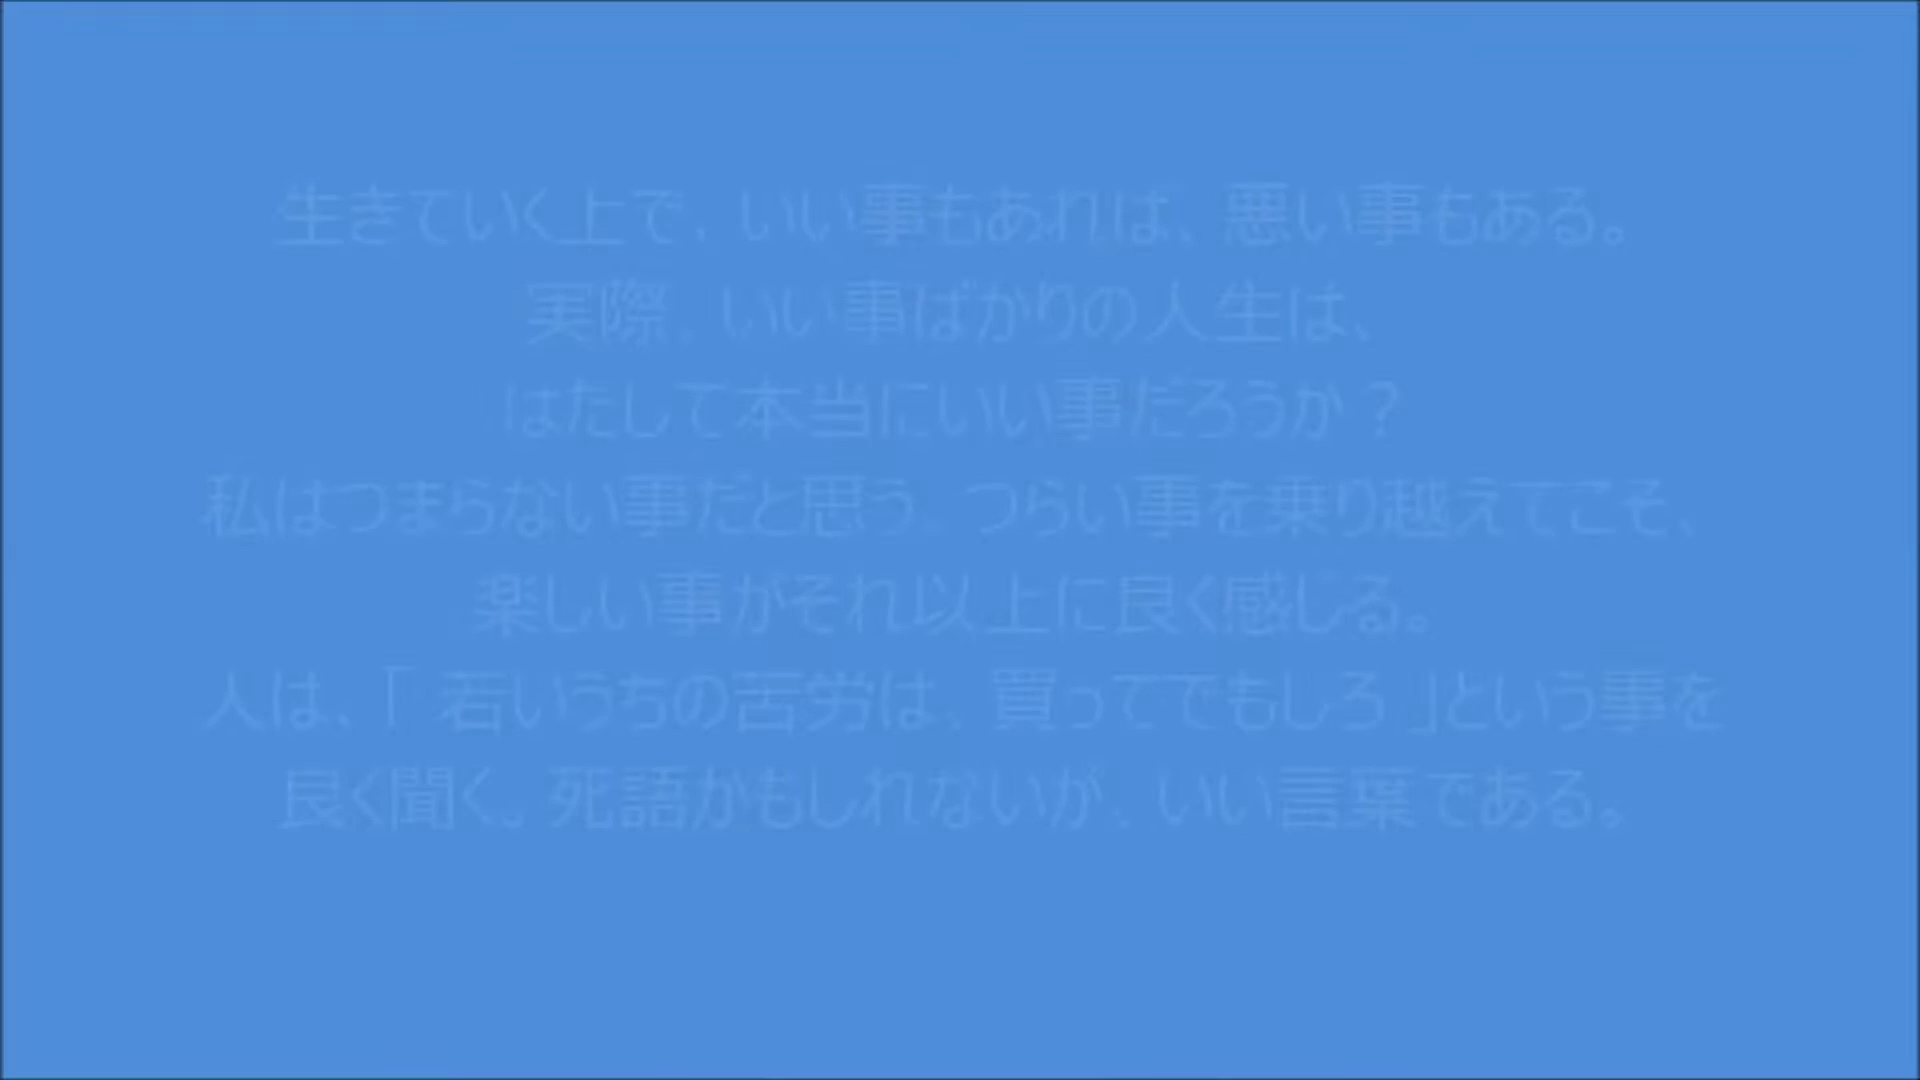 生きていく上で、いい事もあれば、悪い事もある。
実際、いい事ばかりの人生は、
はたして本当にいい事だろうか？
私はつまらない事だと思う。つらい事を乗り越えてこそ、
楽しい事がそれ以上に良く感じる。
人は、「 若いうちの苦労は、買ってでもしろ 」という事を
良く聞く。死語かもしれないが、いい言葉である。